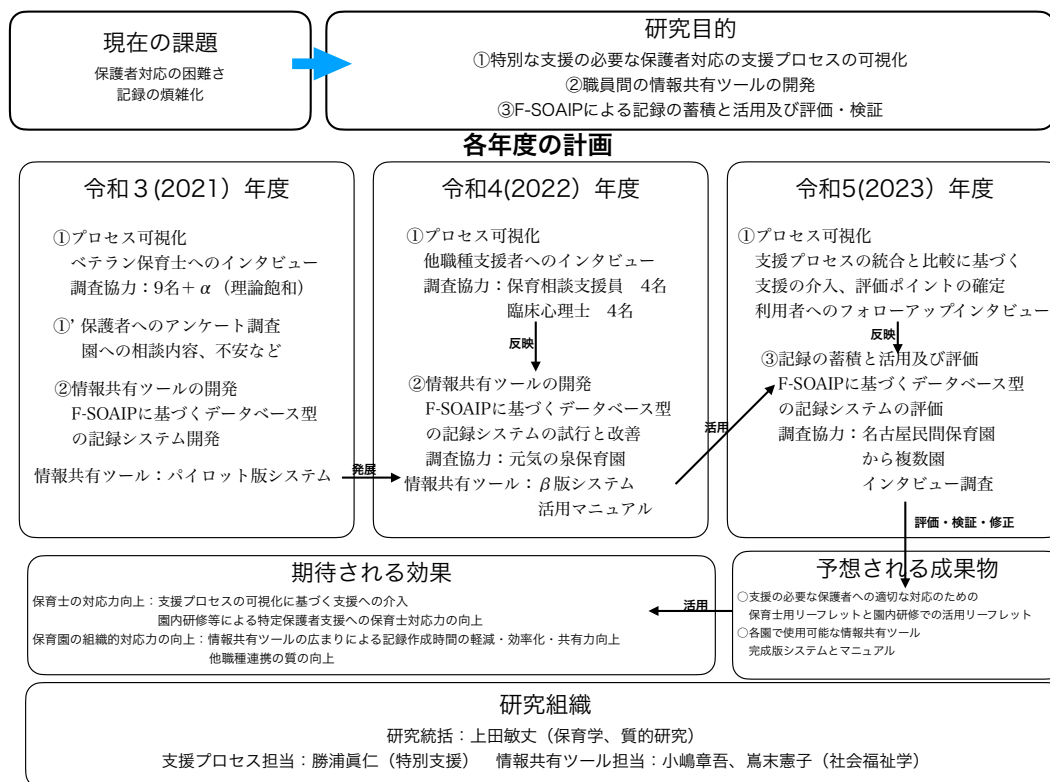 現在の課題
保護者対応の困難さ
記録の煩雑化
研究目的
①特別な支援の必要な保護者対応の支援プロセスの可視化
②職員間の情報共有ツールの開発
③F-SOAIPによる記録の蓄積と活用及び評価・検証
各年度の計画
令和３(2021）年度
①プロセス可視化
ベテラン保育士へのインタビュー
調査協力：9名＋α（理論飽和）
①’ 保護者へのアンケート調査
園への相談内容、不安など
②情報共有ツールの開発
F-SOAIPに基づくデータベース型
の記録システム開発
情報共有ツール：パイロット版システム
発展
令和4(2022）年度
①プロセス可視化
他職種支援者へのインタビュー
調査協力：保育相談支援員　4名
臨床心理士　4名
反映
②情報共有ツールの開発
F-SOAIPに基づくデータベース型
の記録システムの試行と改善
調査協力：元気の泉保育園
情報共有ツール：β版システム
活用マニュアル
活用
令和5(2023）年度
①プロセス可視化
支援プロセスの統合と比較に基づく
支援の介入、評価ポイントの確定
利用者へのフォローアップインタビュー
反映
③記録の蓄積と活用及び評価
F-SOAIPに基づくデータベース型
の記録システムの評価
調査協力：名古屋民間保育園
から複数園
インタビュー調査
評価・検証・修正
予想される成果物
○支援の必要な保護者への適切な対応のための
保育士用リーフレットと園内研修での活用リーフレット
○各園で使用可能な情報共有ツール
完成版システムとマニュアル
活用
期待される効果
保育士の対応力向上：支援プロセスの可視化に基づく支援への介入
園内研修等による特定保護者支援への保育士対応力の向上
保育園の組織的対応力の向上：情報共有ツールの広まりによる記録作成時間の軽減・効率化・共有力向上
他職種連携の質の向上
研究組織
研究統括：上田敏丈（保育学、質的研究）
支援プロセス担当：勝浦眞仁（特別支援）　情報共有ツール担当：小嶋章吾、嶌末憲子（社会福祉学）